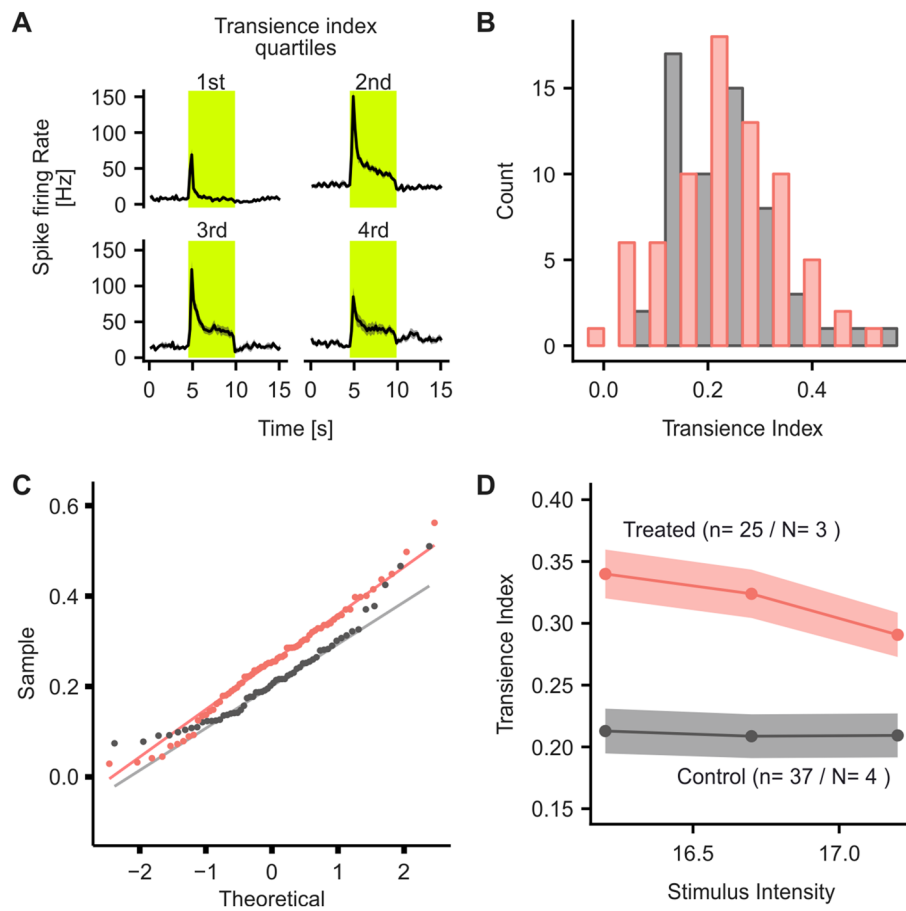 A
Transience index
quartiles
1st
2nd
150
100
50
0
3rd
4rd
150
100
50
0
Spike firing Rate
[Hz]
0
5
10
15
0
5
10
15
Time [s]
B
15
10
5
0
Count
0.0
0.2
0.4
Transience Index
C
0.6
0.4
0.2
0.0
Sample
−2
−1
0
1
2
Theoretical
D
0.40
0.35
0.30
0.25
0.20
0.15
Transience Index
Treated (n= 25 / N= 3 )
Control (n= 37 / N= 4 )
16.5
17.0
Stimulus Intensity